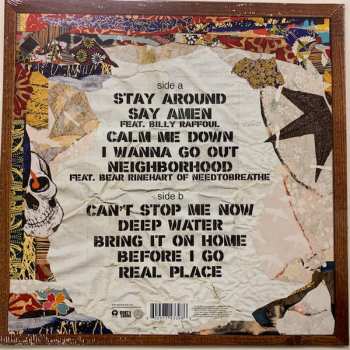 side a
STAY AROUND
SAY AMEN
FEAT. BILLY RAFFOUL
CALM ME DOWN
I WANNA GO OUT
NEIGHBORHOOD
FEAT. BEAR RINEHART OF NEEDTOBREATHE
side b
CAN'T STOP ME NOW
DEEP WATER
BRING IT ON HOME
BEFORE I GO
REAL PLACE